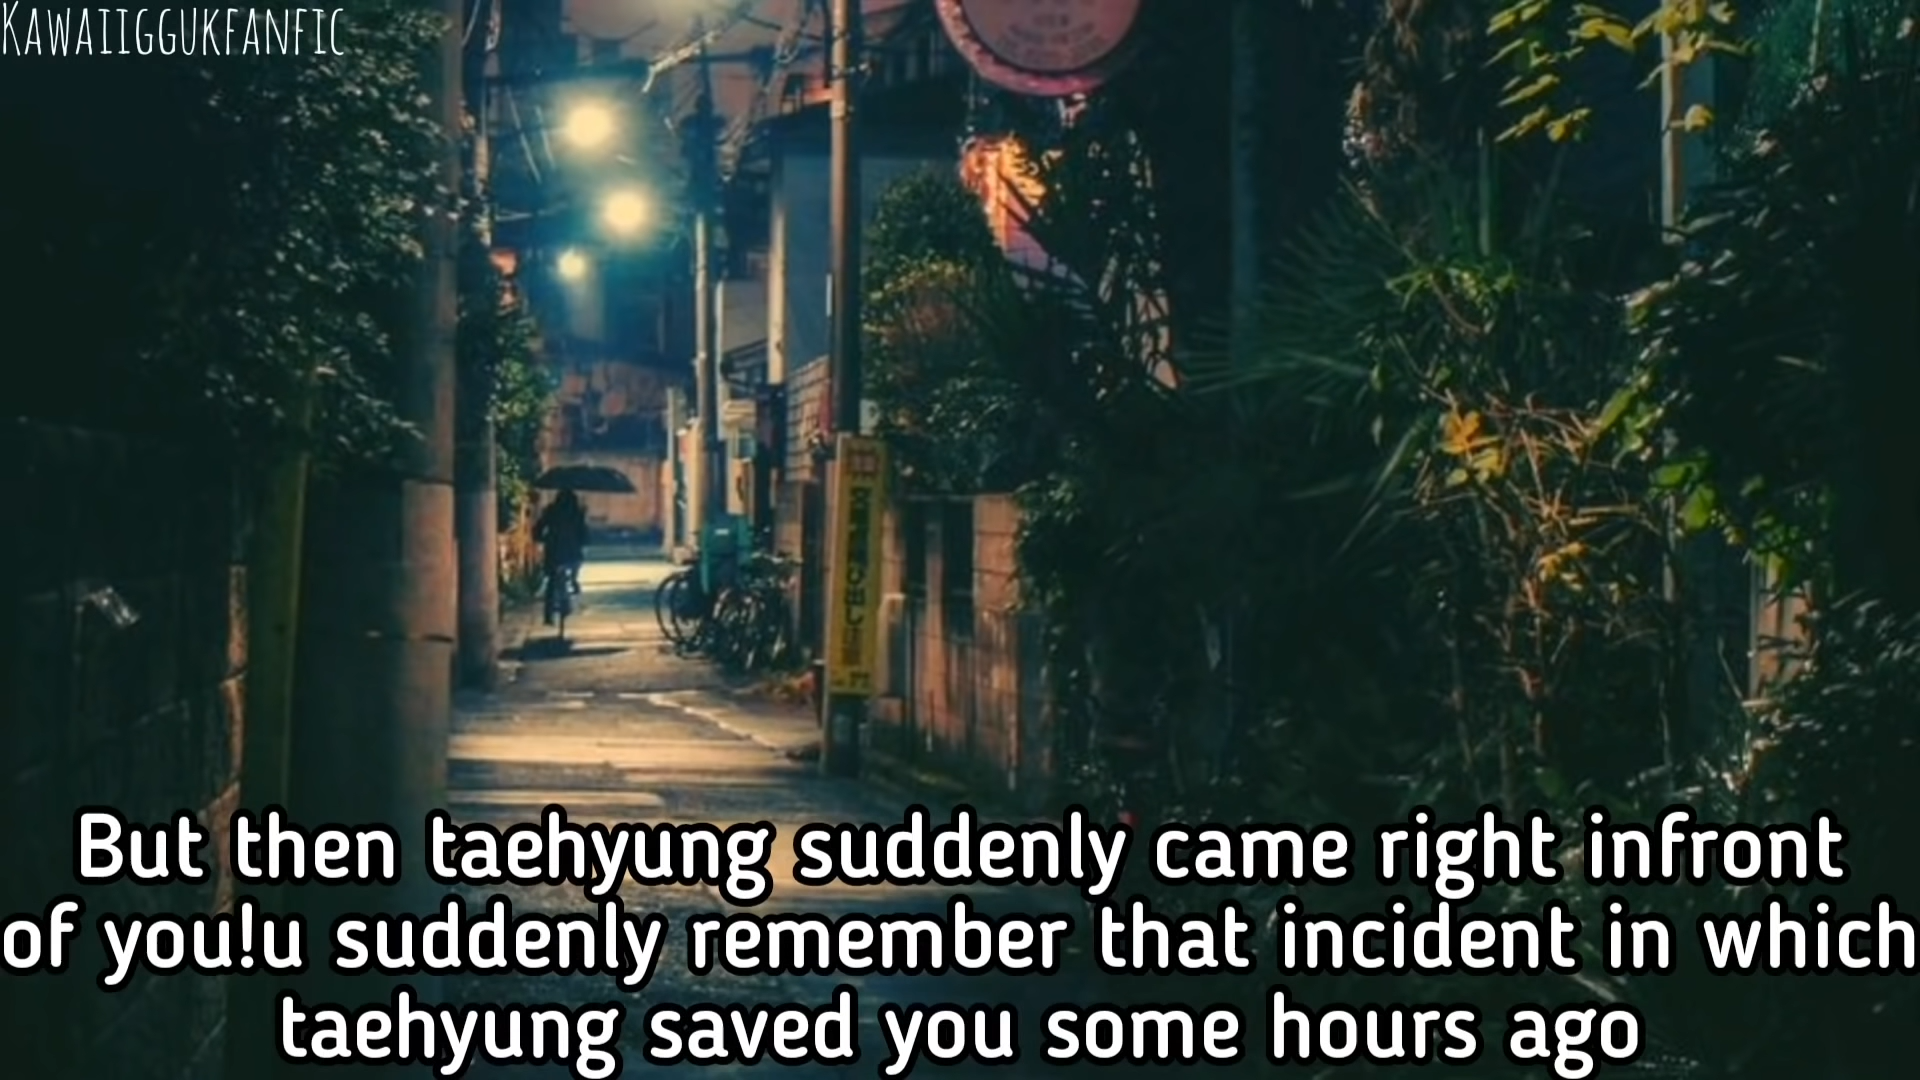 KAWAIIGGUKFANFIC
But then taehyung suddenly came right infront
of you!u suddenly remember that incident in which
taehyung saved you some hours ago